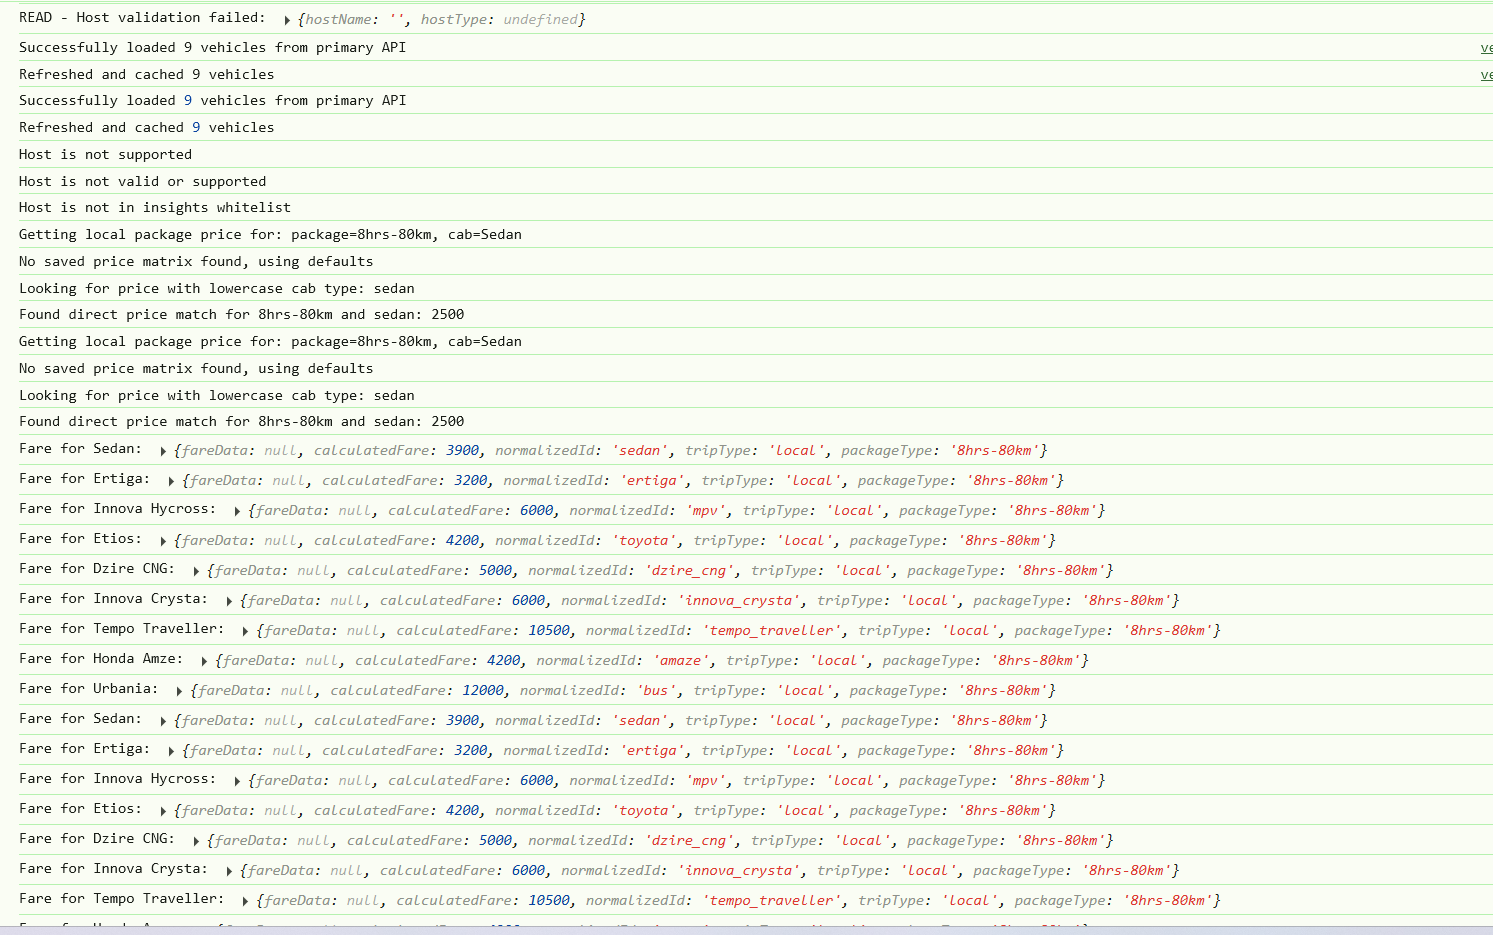 READ - Host validation failed: ▶ {hostName: '', hostType: undefined}
Successfully loaded 9 vehicles from primary API ve
Refreshed and cached 9 vehicles ve
Successfully loaded 9 vehicles from primary API
Refreshed and cached 9 vehicles
Host is not supported
Host is not valid or supported
Host is not in insights whitelist
Getting local package price for: package=8hrs-80km, cab=Sedan
No saved price matrix found, using defaults
Looking for price with lowercase cab type: sedan
Found direct price match for 8hrs-80km and sedan: 2500
Getting local package price for: package=8hrs-80km, cab=Sedan
No saved price matrix found, using defaults
Looking for price with lowercase cab type: sedan
Found direct price match for 8hrs-80km and sedan: 2500
Fare for Sedan: ▶ {fareData: null, calculatedFare: 3900, normalizedId: 'sedan', tripType: 'local', packageType: '8hrs-80km'}
Fare for Ertiga: ▶ {fareData: null, calculatedFare: 3200, normalizedId: 'ertiga', tripType: 'local', packageType: '8hrs-80km'}
Fare for Innova Hycross: ▶ {fareData: null, calculatedFare: 6000, normalizedId: 'mpv', tripType: 'local', packageType: '8hrs-80km'}
Fare for Etios: ▶ {fareData: null, calculatedFare: 4200, normalizedId: 'toyota', tripType: 'local', packageType: '8hrs-80km'}
Fare for Dzire CNG: ▶ {fareData: null, calculatedFare: 5000, normalizedId: 'dzire_cng', tripType: 'local', packageType: '8hrs-80km'}
Fare for Innova Crysta: ▶ {fareData: null, calculatedFare: 6000, normalizedId: 'innova_crysta', tripType: 'local', packageType: '8hrs-80km'}
Fare for Tempo Traveller: ▶ {fareData: null, calculatedFare: 10500, normalizedId: 'tempo_traveller', tripType: 'local', packageType: '8hrs-80km'}
Fare for Honda Amze: ▶ {fareData: null, calculatedFare: 4200, normalizedId: 'amaze', tripType: 'local', packageType: '8hrs-80km'}
Fare for Urbania: ▶ {fareData: null, calculatedFare: 12000, normalizedId: 'bus', tripType: 'local', packageType: '8hrs-80km'}
Fare for Sedan: ▶ {fareData: null, calculatedFare: 3900, normalizedId: 'sedan', tripType: 'local', packageType: '8hrs-80km'}
Fare for Ertiga: ▶ {fareData: null, calculatedFare: 3200, normalizedId: 'ertiga', tripType: 'local', packageType: '8hrs-80km'}
Fare for Innova Hycross: ▶ {fareData: null, calculatedFare: 6000, normalizedId: 'mpv', tripType: 'local', packageType: '8hrs-80km'}
Fare for Etios: ▶ {fareData: null, calculatedFare: 4200, normalizedId: 'toyota', tripType: 'local', packageType: '8hrs-80km'}
Fare for Dzire CNG: ▶ {fareData: null, calculatedFare: 5000, normalizedId: 'dzire_cng', tripType: 'local', packageType: '8hrs-80km'}
Fare for Innova Crysta: ▶ {fareData: null, calculatedFare: 6000, normalizedId: 'innova_crysta', tripType: 'local', packageType: '8hrs-80km'}
Fare for Tempo Traveller: ▶ {fareData: null, calculatedFare: 10500, normalizedId: 'tempo_traveller', tripType: 'local', packageType: '8hrs-80km'}